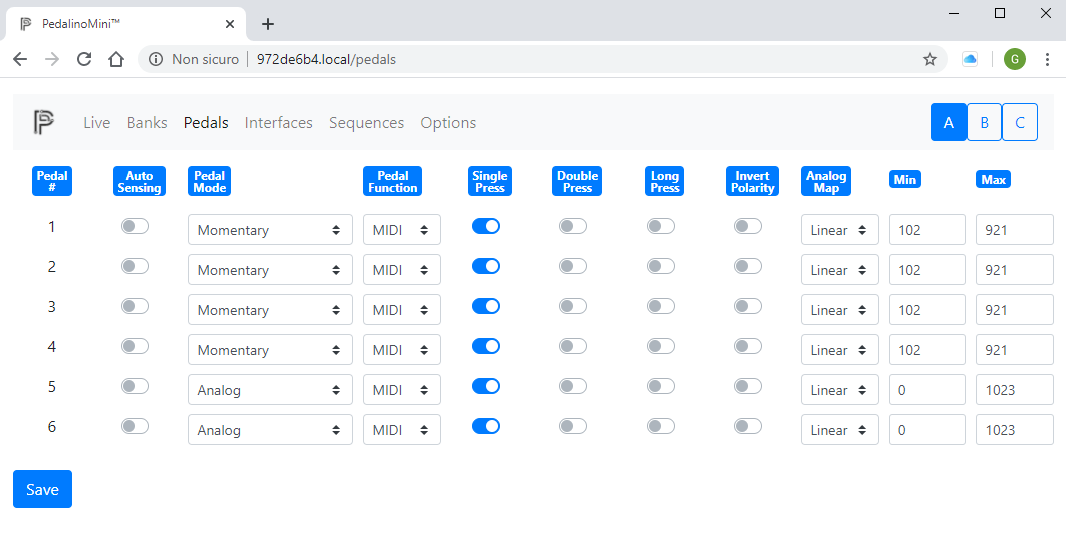 PedalinoMini™
Non sicuro | 972de6b4.local/pedals
G
Live Banks Pedals Interfaces Sequences Options A B C
Pedal # Auto Sensing Pedal Mode Pedal Function Single Press Double Press Long Press Invert Polarity Analog Map Min Max
1 Momentary MIDI Linear 102 921
2 Momentary MIDI Linear 102 921
3 Momentary MIDI Linear 102 921
4 Momentary MIDI Linear 102 921
5 Analog MIDI Linear 0 1023
6 Analog MIDI Linear 0 1023
Save